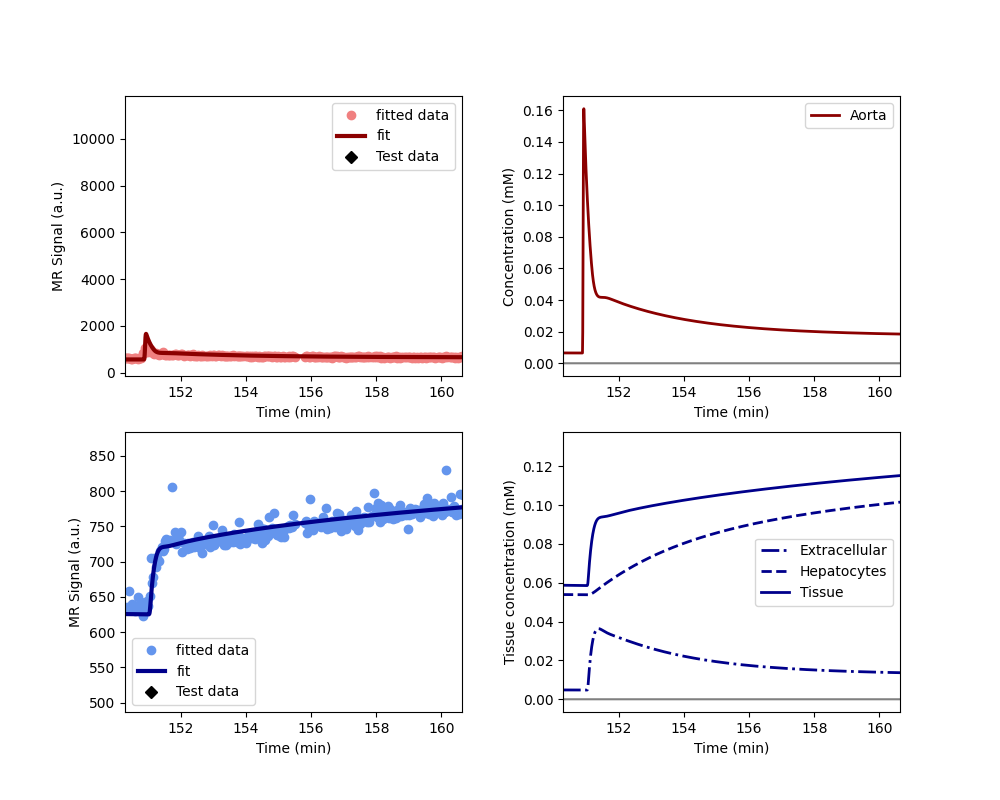 10000
8000
6000
4000
2000
0
MR Signal (a.u.)
fitted data
fit
Test data
152 154 156 158 160
Time (min)
0.16
0.14
0.12
0.10
0.08
0.06
0.04
0.02
0.00
Concentration (mM)
Aorta
152 154 156 158 160
Time (min)
850
800
750
700
650
600
550
500
MR Signal (a.u.)
fitted data
fit
Test data
152 154 156 158 160
Time (min)
0.12
0.10
0.08
0.06
0.04
0.02
0.00
Tissue concentration (mM)
Extracellular
Hepatocytes
Tissue
152 154 156 158 160
Time (min)